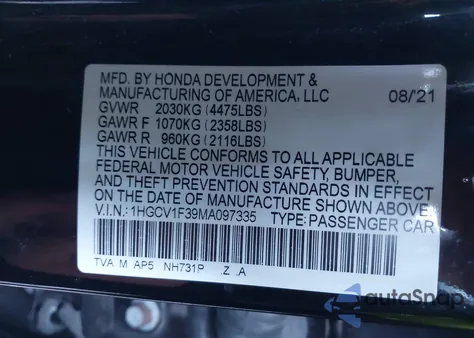 MFD. BY HONDA DEVELOPMENT &
MANUFACTURING OF AMERICA, LLC 08/'21
GVWR 2030KG (4475LBS)
GAWR F 1070KG (2358LBS)
GAWR R 960KG (2116LBS)
THIS VEHICLE CONFORMS TO ALL APPLICABLE
FEDERAL MOTOR VEHICLE SAFETY, BUMPER,
AND THEFT PREVENTION STANDARDS IN EFFECT
ON THE DATE OF MANUFACTURE SHOWN ABOVE.
V.I.N.: 1HGCV1F39MA097335 TYPE: PASSENGER CAR
TVA M AP5 NH731P Z A
autoSnap